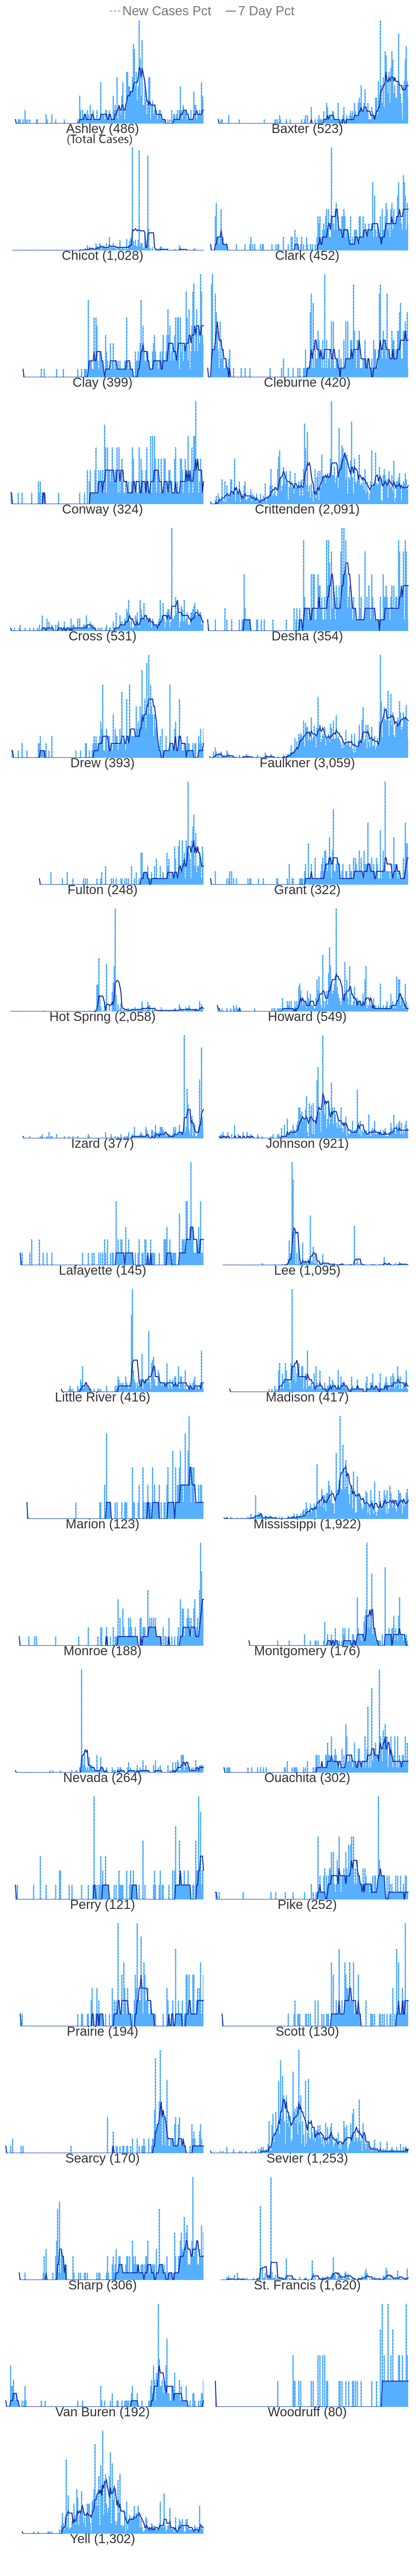 New Cases Pct 7 Day Pct
Ashley (486) Baxter (523)
(Total Cases)
Chicot (1,028) Clark (452)
Clay (399) Cleburne (420)
Conway (324) Crittenden (2,091)
Cross (531) Desha (354)
Drew (393) Faulkner (3,059)
Fulton (248) Grant (322)
Hot Spring (2,058) Howard (549)
Izard (377) Johnson (921)
Lafayette (145) Lee (1,095)
Little River (416) Madison (417)
Marion (123) Mississippi (1,922)
Monroe (188) Montgomery (176)
Nevada (264) Ouachita (302)
Perry (121) Pike (252)
Prairie (194) Scott (130)
Searcy (170) Sevier (1,253)
Sharp (306) St. Francis (1,620)
Van Buren (192) Woodruff (80)
Yell (1,302)